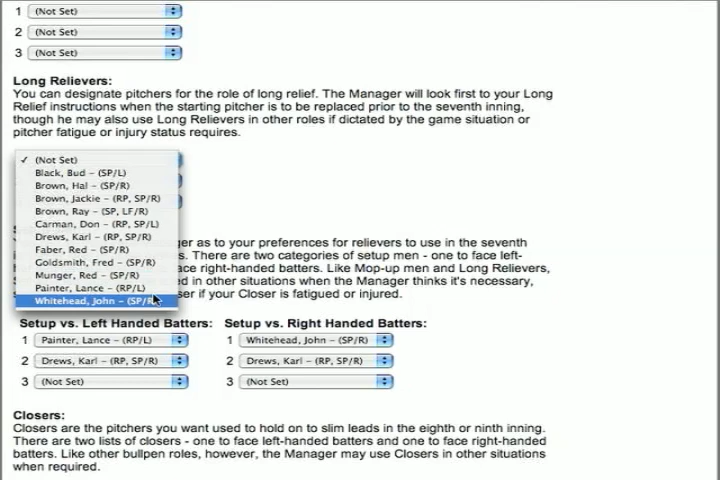 1 (Not Set)
2 (Not Set)
3 (Not Set)
Long Relievers:
You can designate pitchers for the role of long relief. The Manager will look first to your Long
Relief instructions when the starting pitcher is to be replaced prior to the seventh inning,
though he may also use Long Relievers in other roles if dictated by the game situation or
pitcher fatigue or injury status requires.
✓ (Not Set)
Black, Bud – (SP/L)
Brown, Hal – (SP/R)
Brown, Jackie – (RP, SP/R)
Brown, Ray – (SP, LF/R)
Carman, Don – (RP, SP/L)
Drews, Karl – (RP, SP/R)
Faber, Red – (SP/R)
Goldsmith, Fred – (SP/R)
Munger, Red – (SP/R)
Painter, Lance – (RP/L)
Whitehead, John – (SP/R)
ger as to your preferences for relievers to use in the seventh
s. There are two categories of setup men - one to face left-
ace right-handed batters. Like Mop-up men and Long Relievers,
d in other situations when the Manager thinks it's necessary,
ser if your Closer is fatigued or injured.
Setup vs. Left Handed Batters: Setup vs. Right Handed Batters:
1 Painter, Lance – (RP/L) 1 Whitehead, John – (SP/R)
2 Drews, Karl – (RP, SP/R) 2 Drews, Karl – (RP, SP/R)
3 (Not Set) 3 (Not Set)
Closers:
Closers are the pitchers you want used to hold on to slim leads in the eighth or ninth inning.
There are two lists of closers - one to face left-handed batters and one to face right-handed
batters. Like other bullpen roles, however, the Manager may use Closers in other situations
when required.